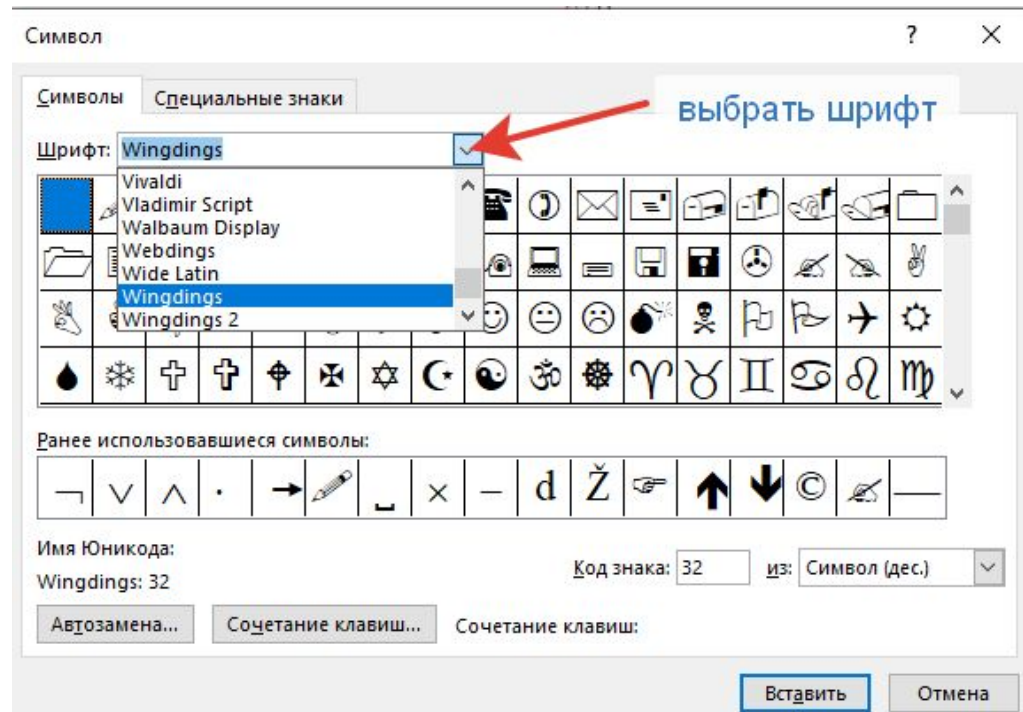 Символ
Символы Специальные знаки
выбрать шрифт
Шрифт: Wingdings
Vivaldi
Vladimir Script
Walbaum Display
Webdings
Wide Latin
Wingdings
Wingdings 2
Ранее использовавшиеся символы:
¬ ∨ ∧ · → ✏ ␣ × – d Ž ☞ 🡱 🡳 © ✍ —
Имя Юникода:
Wingdings: 32
Код знака: 32 из: Символ (дес.)
Автозамена... Сочетание клавиш... Сочетание клавиш:
Вставить Отмена